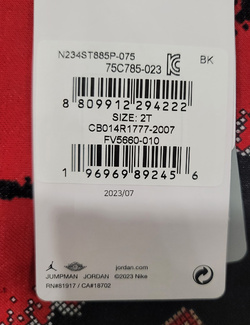 N234ST885P-075
75C785-023
BK
8 809912 294222
SIZE: 2T
CB014R1777-2007
FV5660-010
1 96969 89245 6
2023/07
JUMPMAN JORDAN
jordan.com
©2023 Nike
RN#81917 / CA#16702